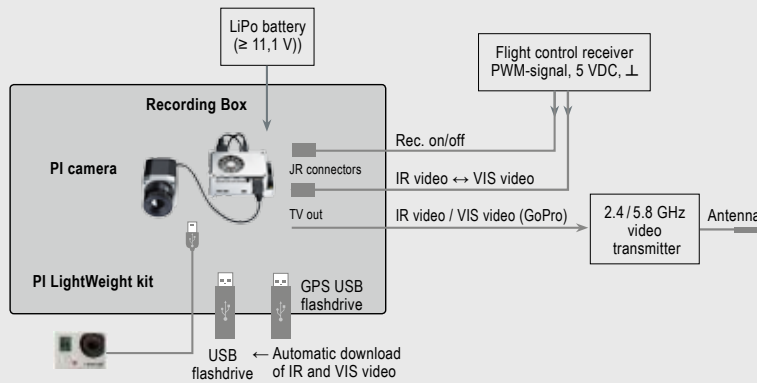 LiPo battery
(≥ 11,1 V))
Flight control receiver
PWM-signal, 5 VDC, ⊥
Recording Box
Rec. on/off
PI camera
JR connectors
IR video ↔ VIS video
TV out
IR video / VIS video (GoPro)
2.4 / 5.8 GHz
video
transmitter
Antenna
PI LightWeight kit
GPS USB
flashdrive
USB
flashdrive
← Automatic download
of IR and VIS video